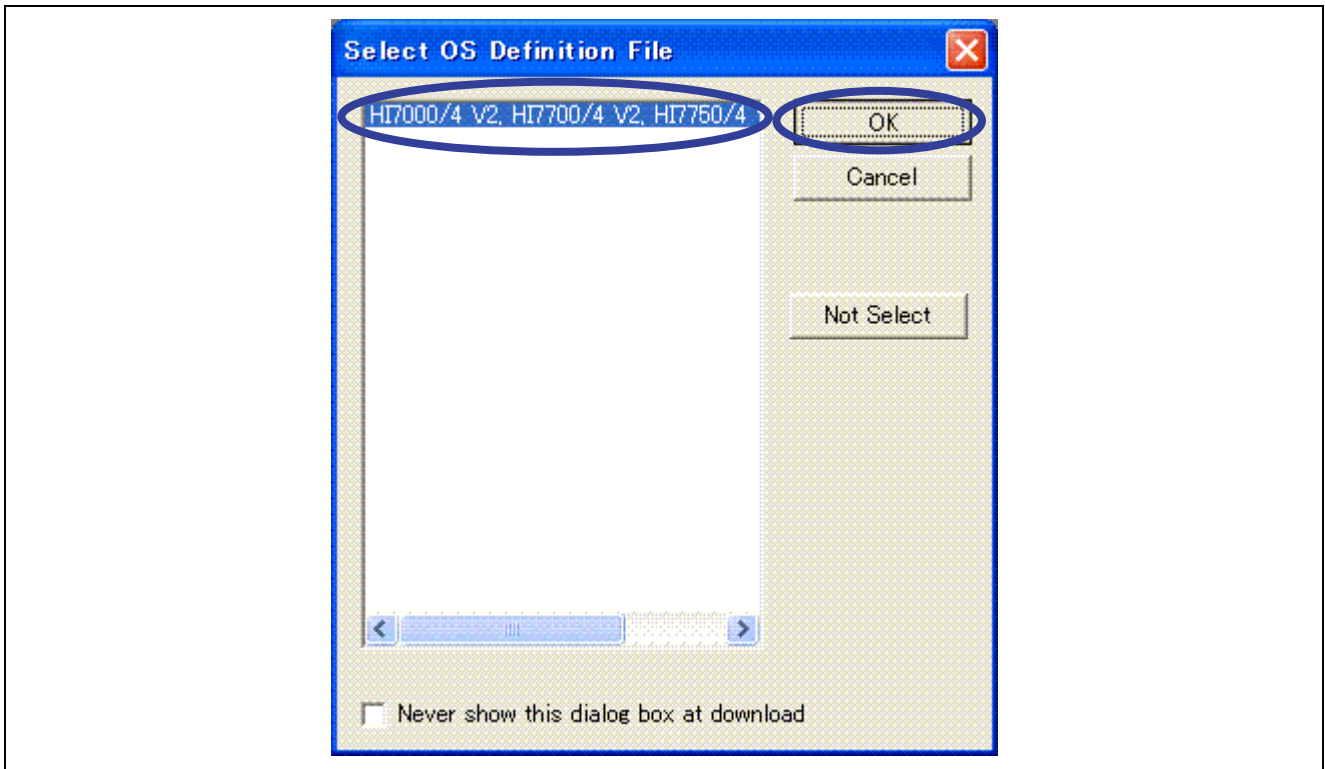 Select OS Definition File
HI7000/4 V2, HI7700/4 V2, HI7750/4
OK
Cancel
Not Select
Never show this dialog box at download